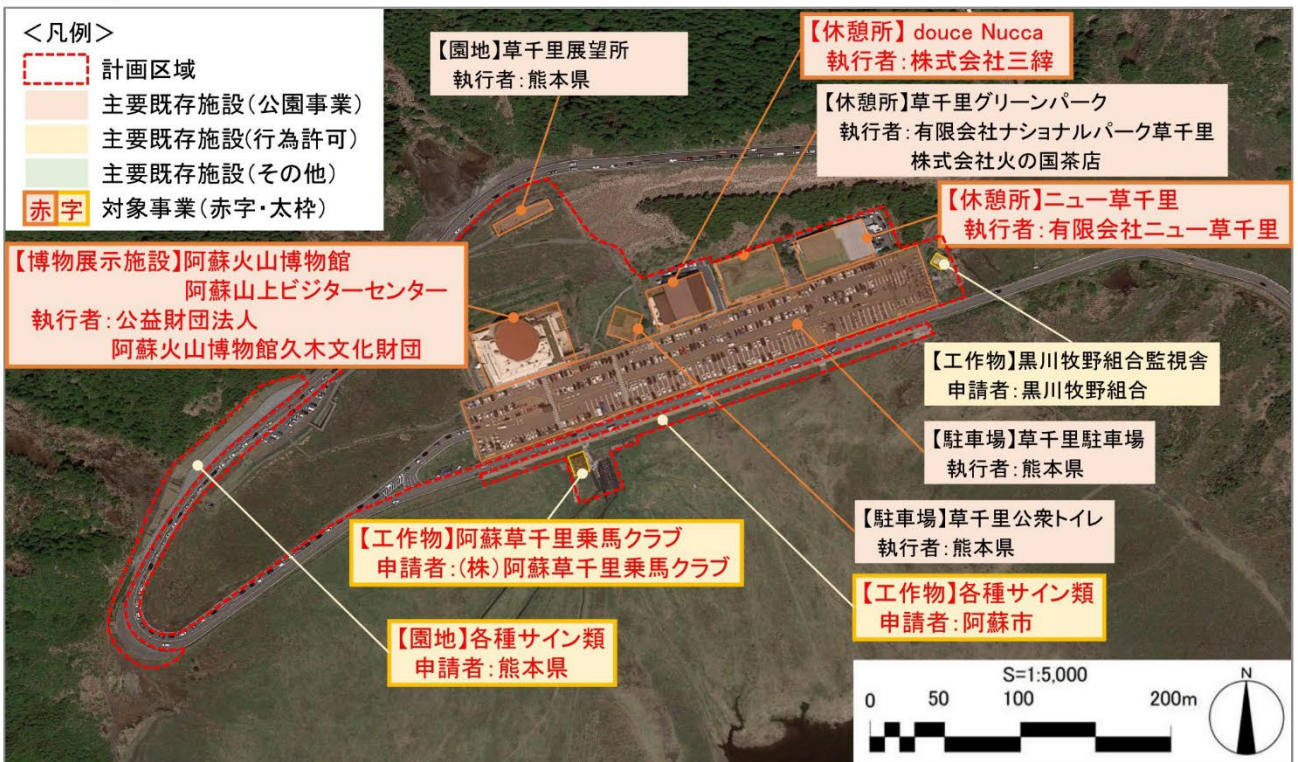 <凡例>
計画区域
主要既存施設(公園事業)
主要既存施設(行為許可)
主要既存施設(その他)
赤字 対象事業(赤字・太枠)
【園地】草千里展望所
執行者:熊本県
【休憩所】 douce Nucca
執行者:株式会社三縡
【休憩所】草千里グリーンパーク
執行者:有限会社ナショナルパーク草千里
株式会社火の国茶店
【休憩所】ニュー草千里
執行者:有限会社ニュー草千里
【博物展示施設】阿蘇火山博物館
阿蘇山上ビジターセンター
執行者:公益財団法人
阿蘇火山博物館久木文化財団
【工作物】黒川牧野組合監視舎
申請者:黒川牧野組合
【駐車場】草千里駐車場
執行者:熊本県
【駐車場】草千里公衆トイレ
執行者:熊本県
【工作物】阿蘇草千里乗馬クラブ
申請者:(株)阿蘇草千里乗馬クラブ
【工作物】各種サイン類
申請者:阿蘇市
【園地】各種サイン類
申請者:熊本県
S=1:5,000
0 50 100 200m
N